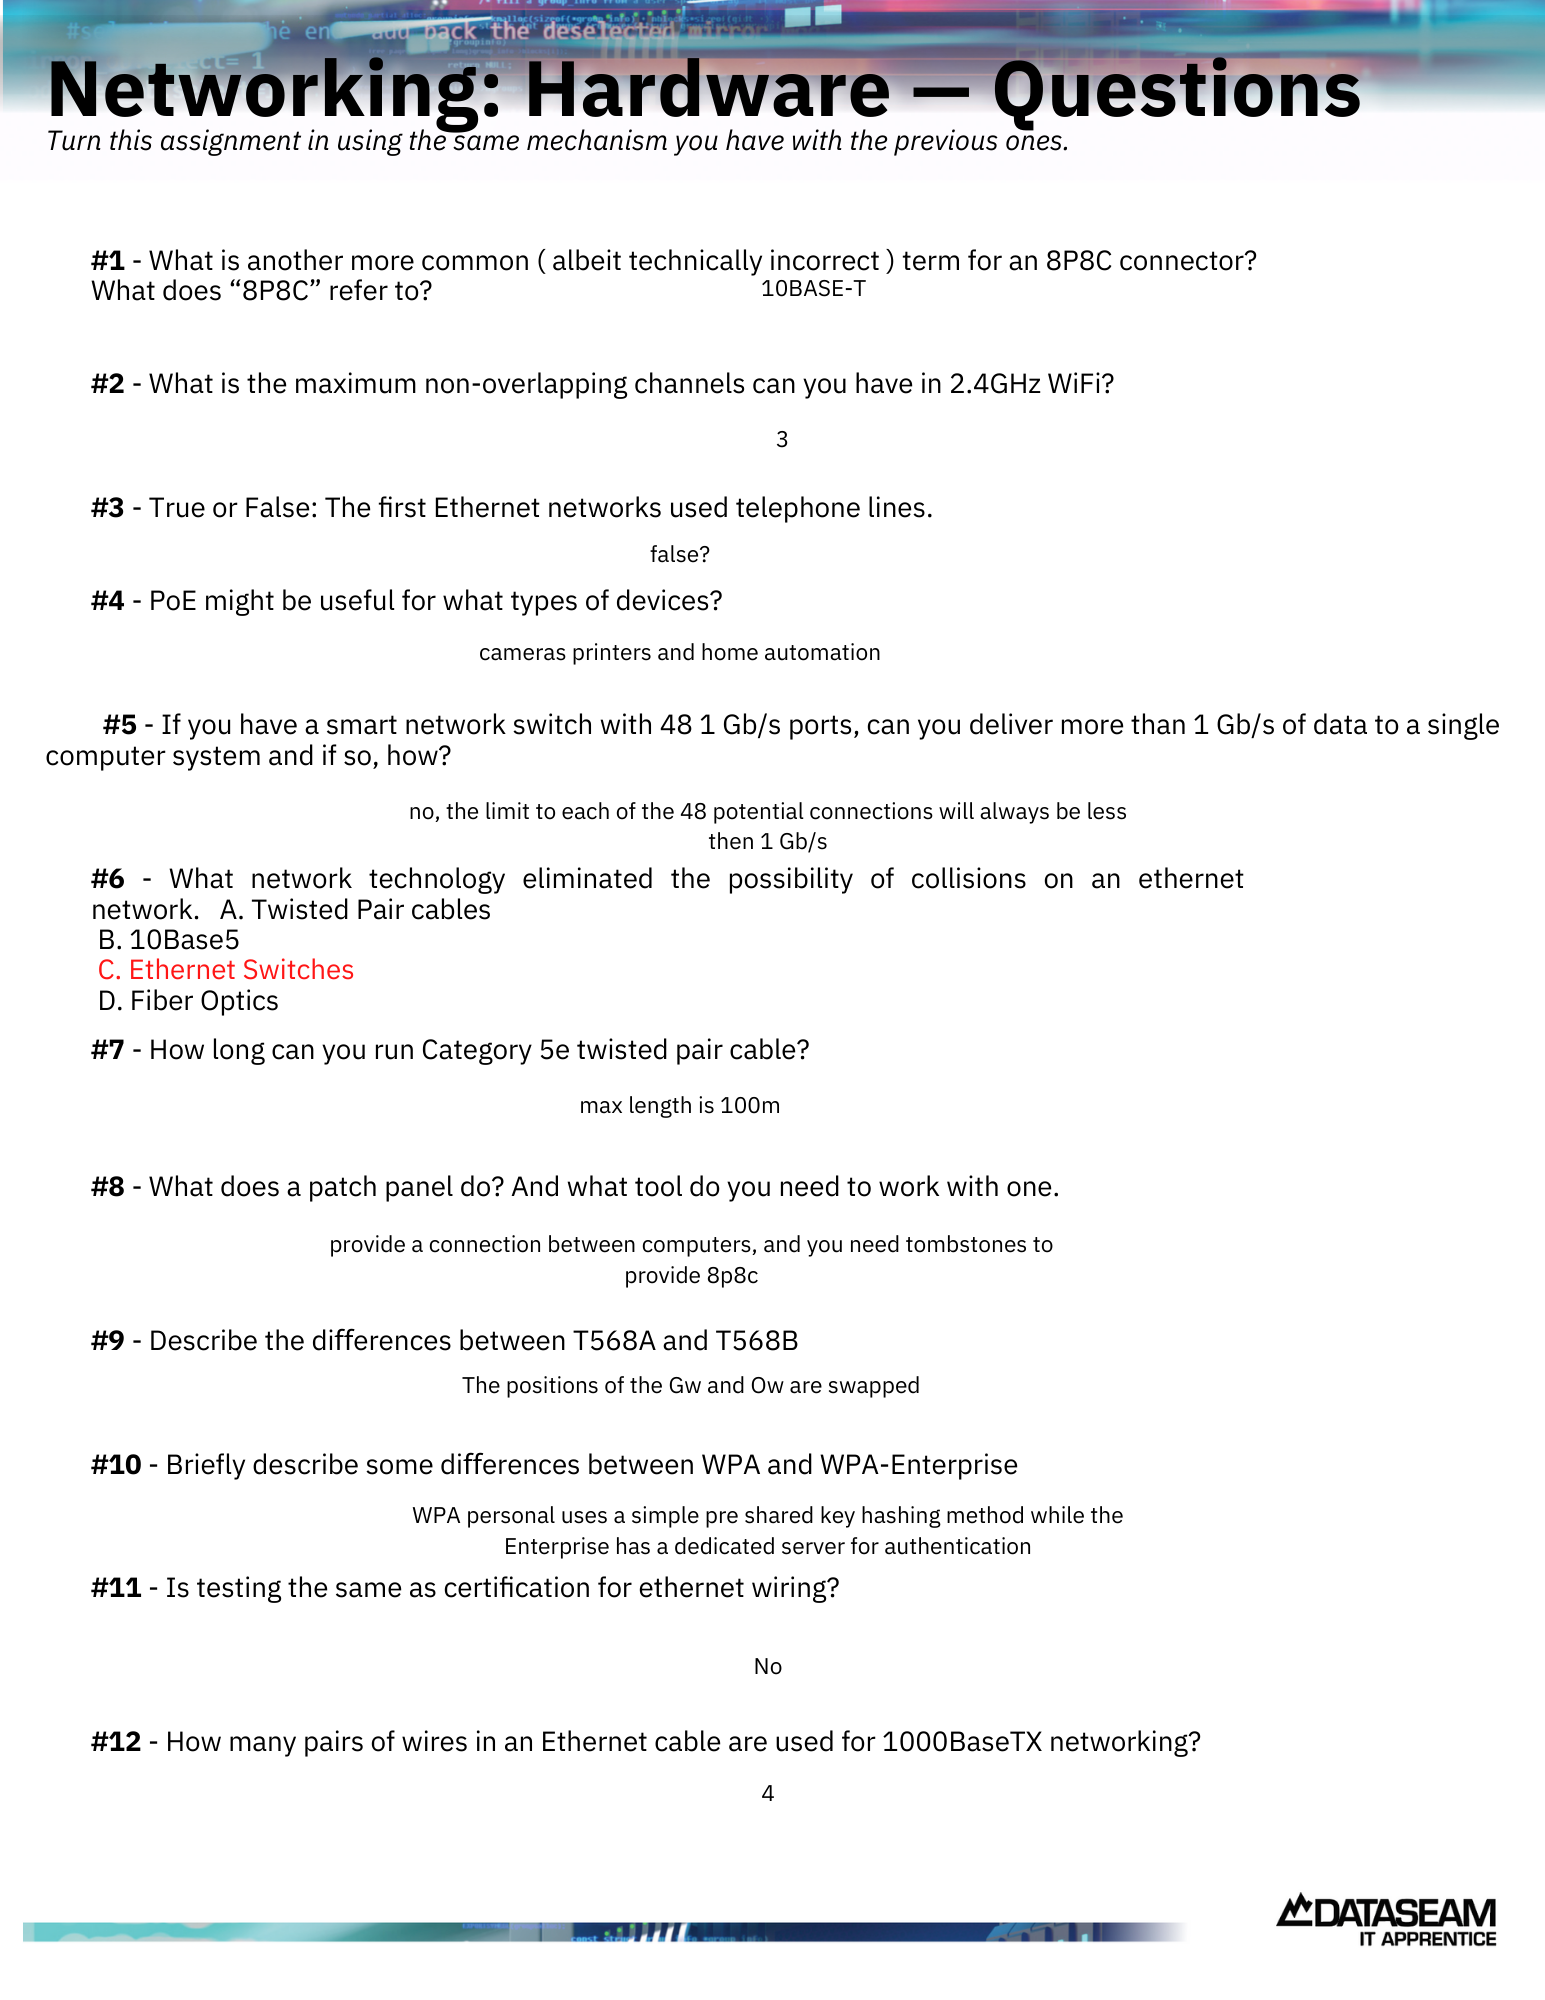 #se he en add back the deselected mirror
ect= 1
Networking: Hardware — Questions
Turn this assignment in using the same mechanism you have with the previous ones.
#1 - What is another more common ( albeit technically incorrect ) term for an 8P8C connector?
What does “8P8C” refer to? 10BASE-T
#2 - What is the maximum non-overlapping channels can you have in 2.4GHz WiFi?
3
#3 - True or False: The first Ethernet networks used telephone lines.
false?
#4 - PoE might be useful for what types of devices?
cameras printers and home automation
#5 - If you have a smart network switch with 48 1 Gb/s ports, can you deliver more than 1 Gb/s of data to a single
computer system and if so, how?
no, the limit to each of the 48 potential connections will always be less
then 1 Gb/s
#6 - What network technology eliminated the possibility of collisions on an ethernet
network. A. Twisted Pair cables
B. 10Base5
C. Ethernet Switches
D. Fiber Optics
#7 - How long can you run Category 5e twisted pair cable?
max length is 100m
#8 - What does a patch panel do? And what tool do you need to work with one.
provide a connection between computers, and you need tombstones to
provide 8p8c
#9 - Describe the differences between T568A and T568B
The positions of the Gw and Ow are swapped
#10 - Briefly describe some differences between WPA and WPA-Enterprise
WPA personal uses a simple pre shared key hashing method while the
Enterprise has a dedicated server for authentication
#11 - Is testing the same as certification for ethernet wiring?
No
#12 - How many pairs of wires in an Ethernet cable are used for 1000BaseTX networking?
4
DATASEAM
IT APPRENTICE